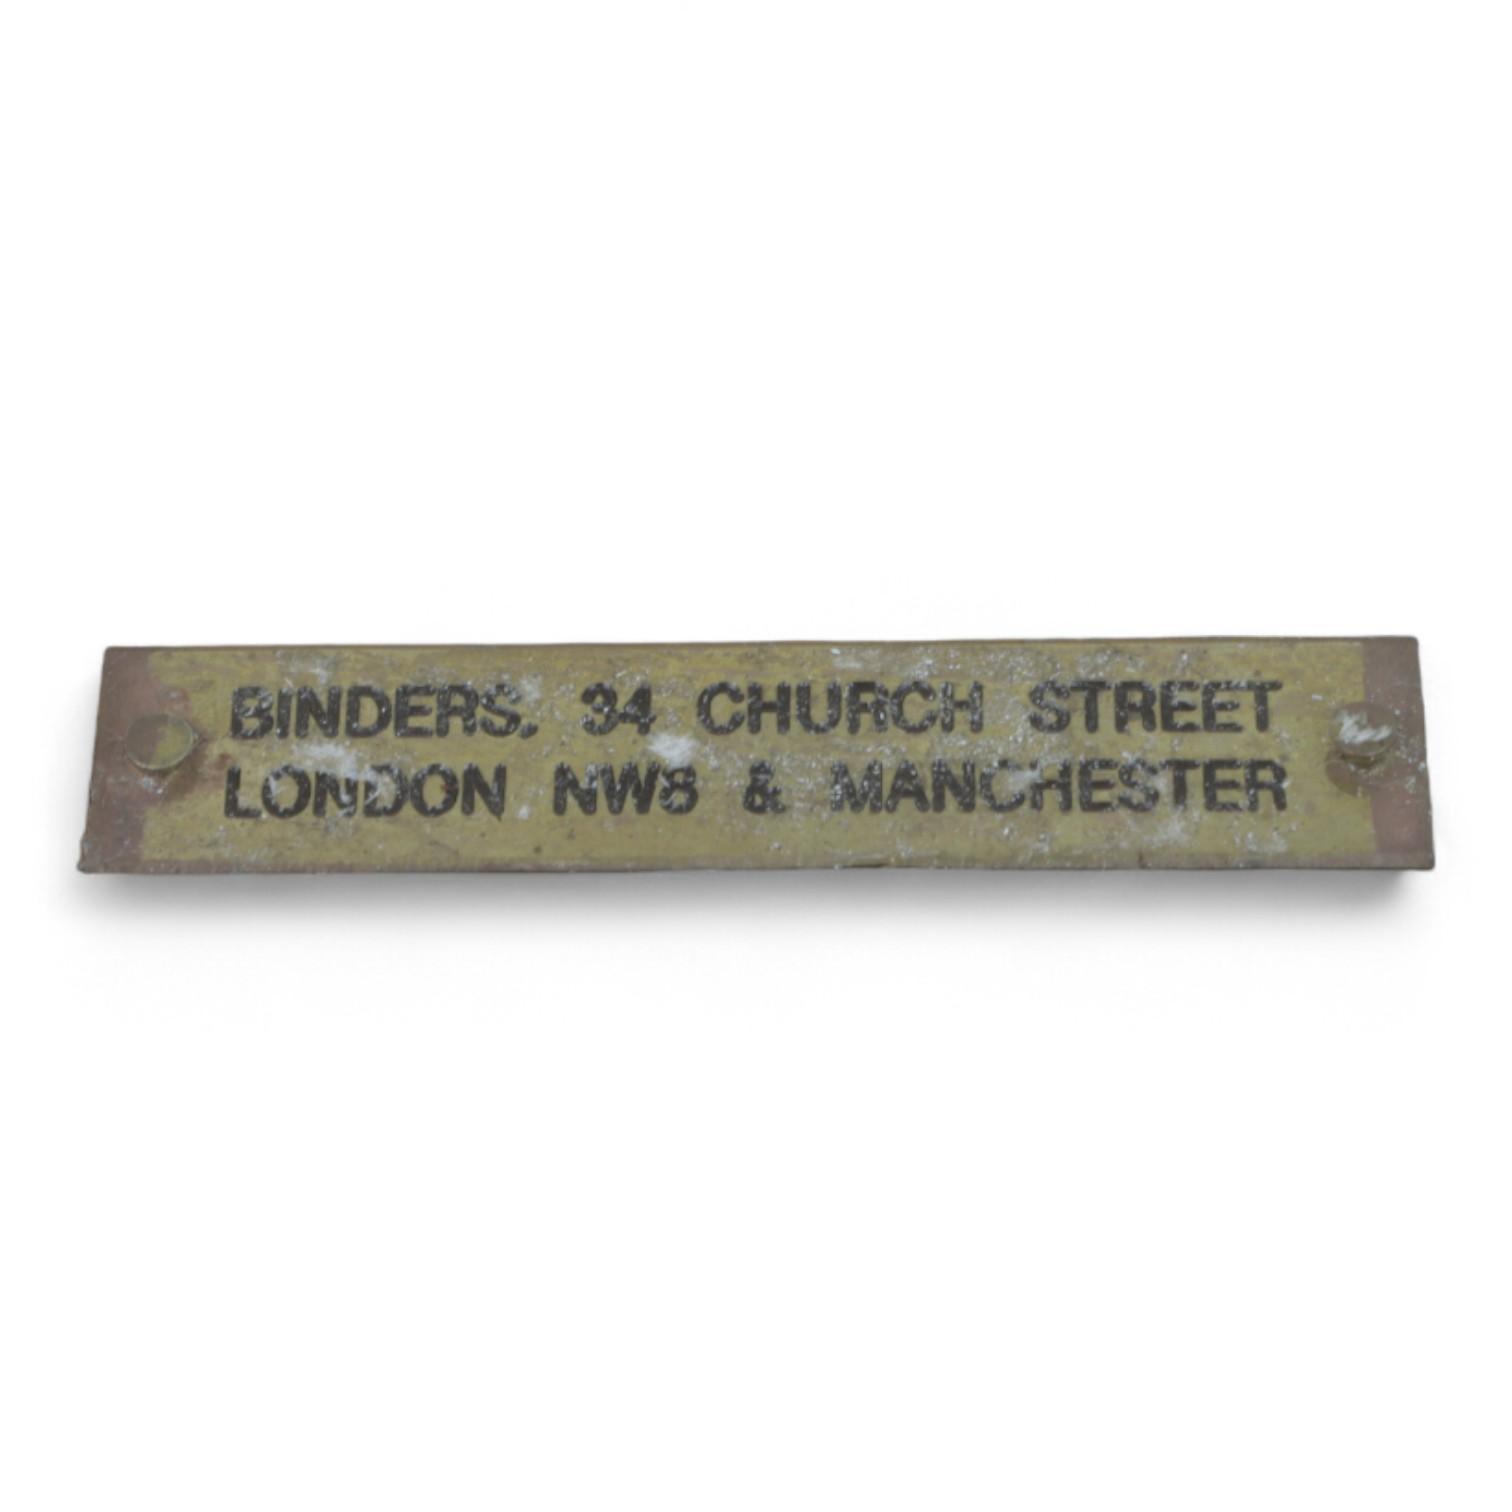 BINDERS, 34 CHURCH STREET
LONDON NW8 & MANCHESTER